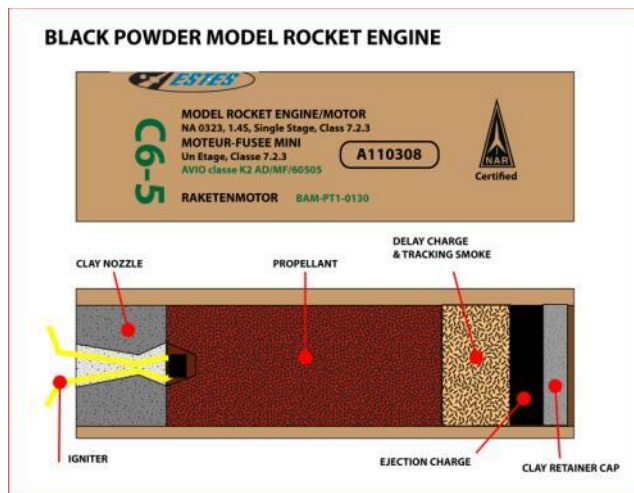 BLACK POWDER MODEL ROCKET ENGINE
ESTES
C6-5
MODEL ROCKET ENGINE/MOTOR
NA 0323, 1.4S, Single Stage, Class 7.2.3
MOTEUR-FUSEE MINI
Un Etage, Classe 7.2.3
AVIO classe K2 AD/MF/60505
RAKETENMOTOR BAM-PT1-0130
A110308
NAR
Certified
DELAY CHARGE
& TRACKING SMOKE
CLAY NOZZLE
PROPELLANT
IGNITER
EJECTION CHARGE
CLAY RETAINER CAP